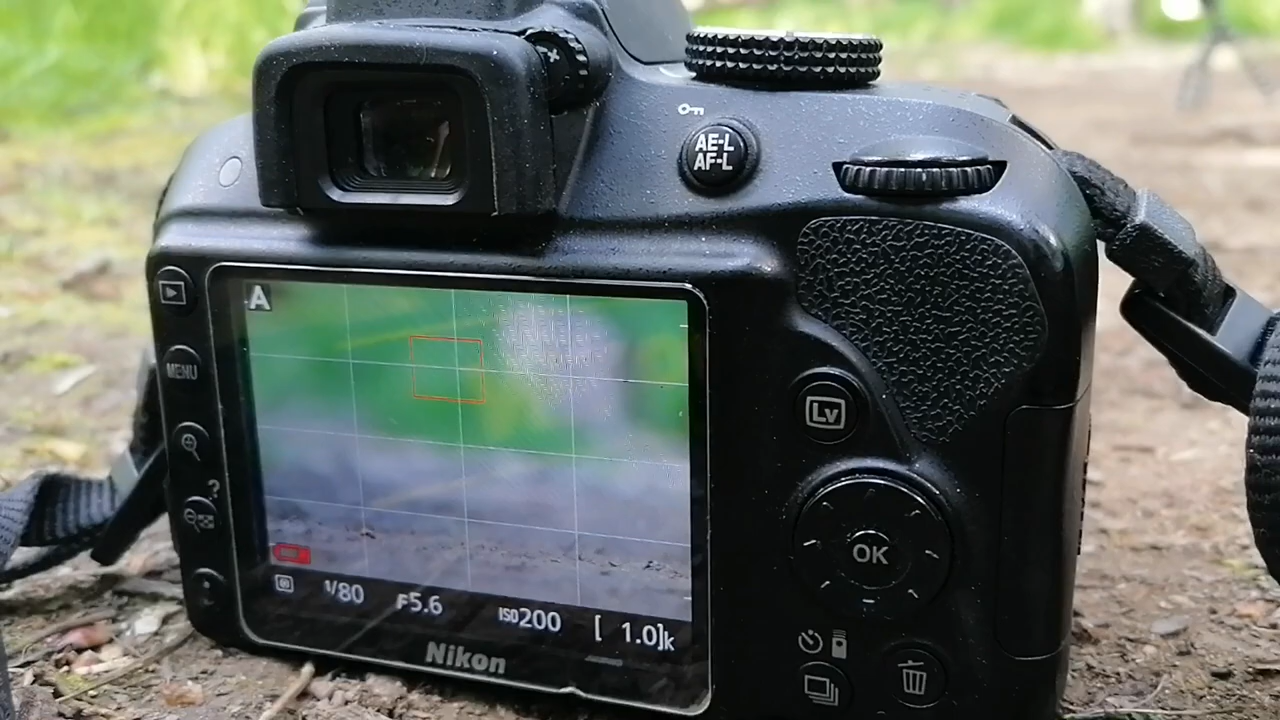 AE-L
AF-L
A
MENU
Lv
?
OK
1/80 F5.6 ISO200 [ 1.0]k
Nikon